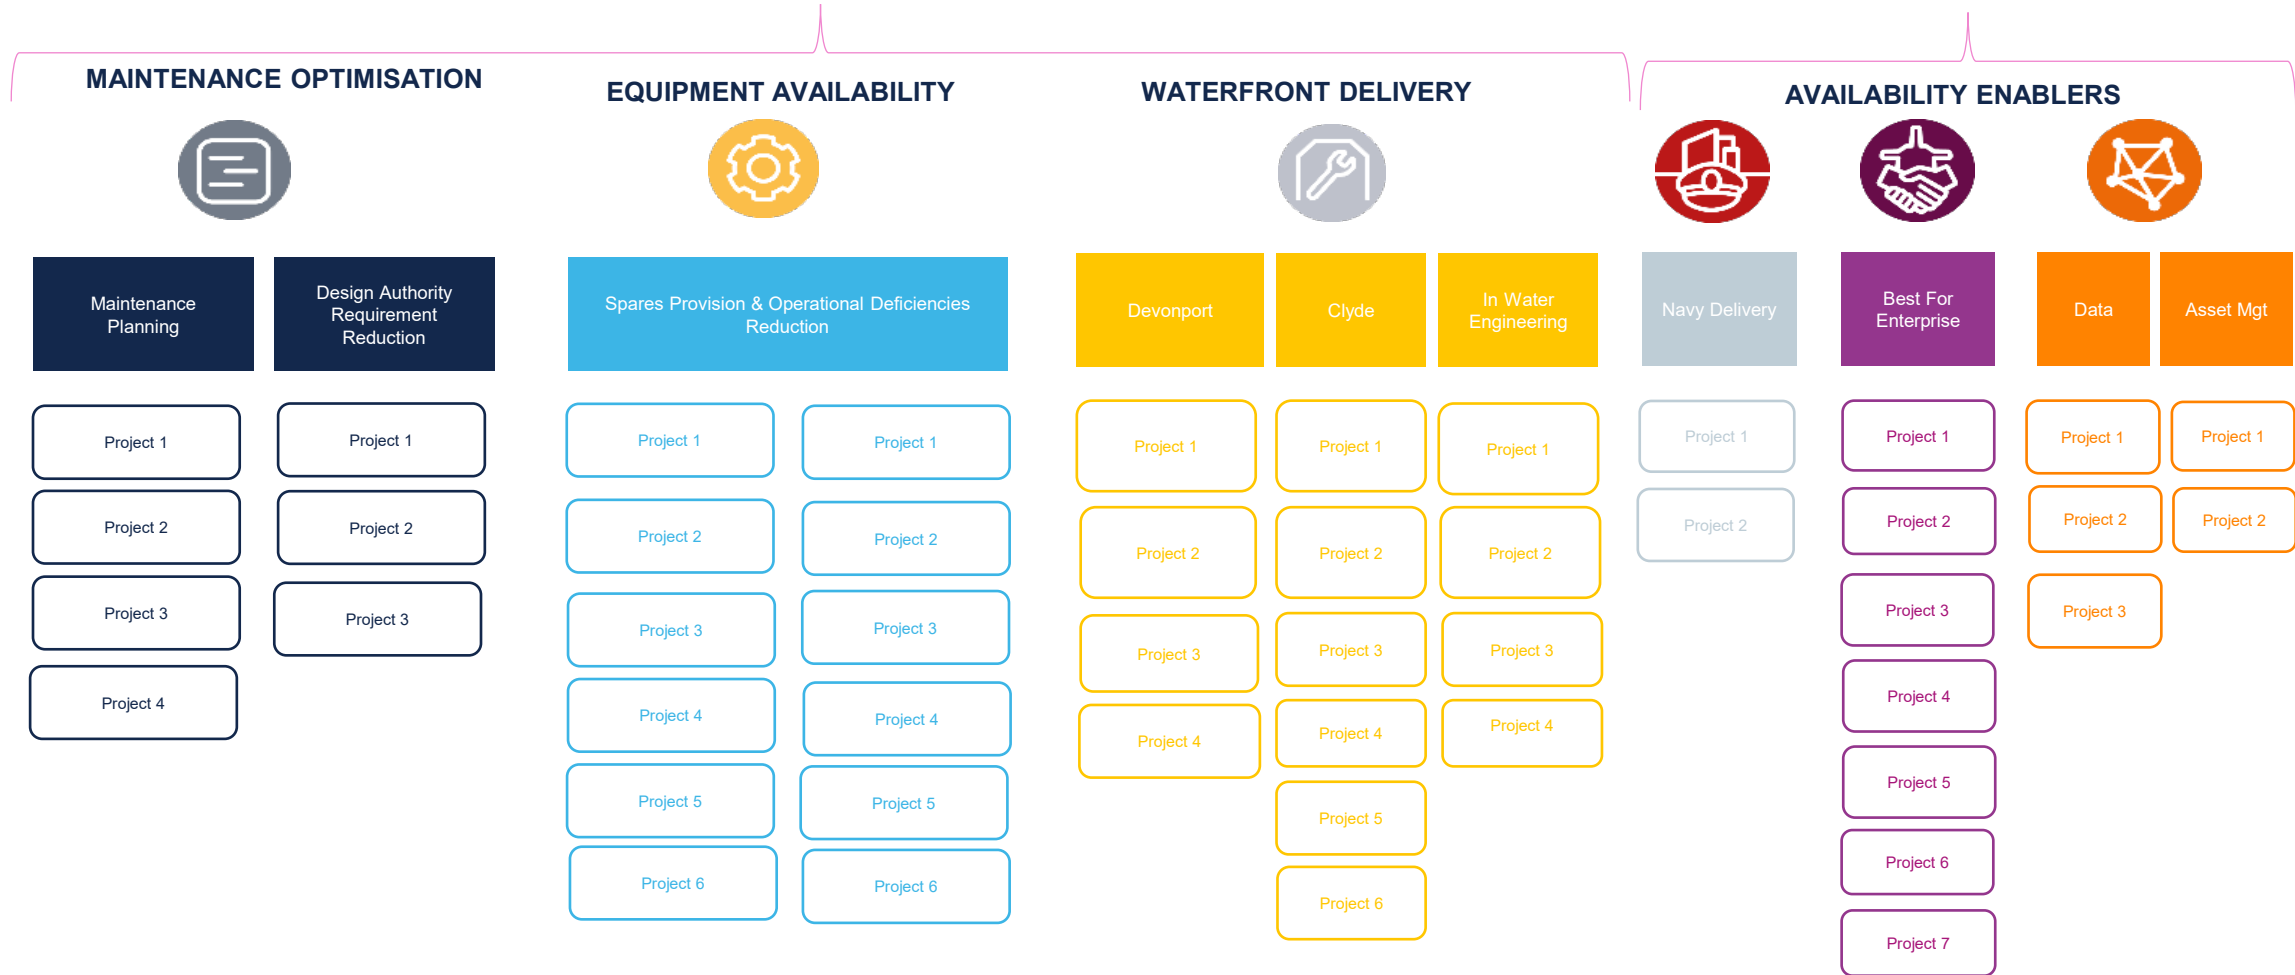 MAINTENANCE OPTIMISATION
EQUIPMENT AVAILABILITY
WATERFRONT DELIVERY
AVAILABILITY ENABLERS
Maintenance
Planning
Design Authority
Requirement
Reduction
Spares Provision & Operational Deficiencies
Reduction
Devonport
Clyde
In Water
Engineering
Navy Delivery
Best For
Enterprise
Data
Asset Mgt
Project 1
Project 2
Project 3
Project 4
Project 1
Project 2
Project 3
Project 1
Project 2
Project 3
Project 4
Project 5
Project 6
Project 1
Project 2
Project 3
Project 4
Project 5
Project 6
Project 1
Project 2
Project 3
Project 4
Project 1
Project 2
Project 3
Project 4
Project 5
Project 6
Project 1
Project 2
Project 3
Project 4
Project 1
Project 2
Project 1
Project 2
Project 3
Project 4
Project 5
Project 6
Project 7
Project 1
Project 2
Project 3
Project 1
Project 2